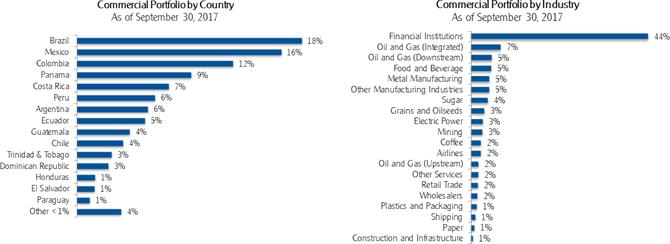 Commercial Portfolio by Country
As of September 30, 2017
Brazil 18%
Mexico 16%
Colombia 12%
Panama 9%
Costa Rica 7%
Peru 6%
Argentina 6%
Ecuador 5%
Guatemala 4%
Chile 4%
Trinidad & Tobago 3%
Dominican Republic 3%
Honduras 1%
El Salvador 1%
Paraguay 1%
Other < 1% 4%
Commercial Portfolio by Industry
As of September 30, 2017
Financial Institutions 44%
Oil and Gas (Integrated) 7%
Oil and Gas (Downstream) 5%
Food and Beverage 5%
Metal Manufacturing 5%
Other Manufacturing Industries 5%
Sugar 4%
Grains and Oilseeds 3%
Electric Power 3%
Mining 3%
Coffee 2%
Airlines 2%
Oil and Gas (Upstream) 2%
Other Services 2%
Retail Trade 2%
Wholesalers 2%
Plastics and Packaging 1%
Shipping 1%
Paper 1%
Construction and Infrastructure 1%